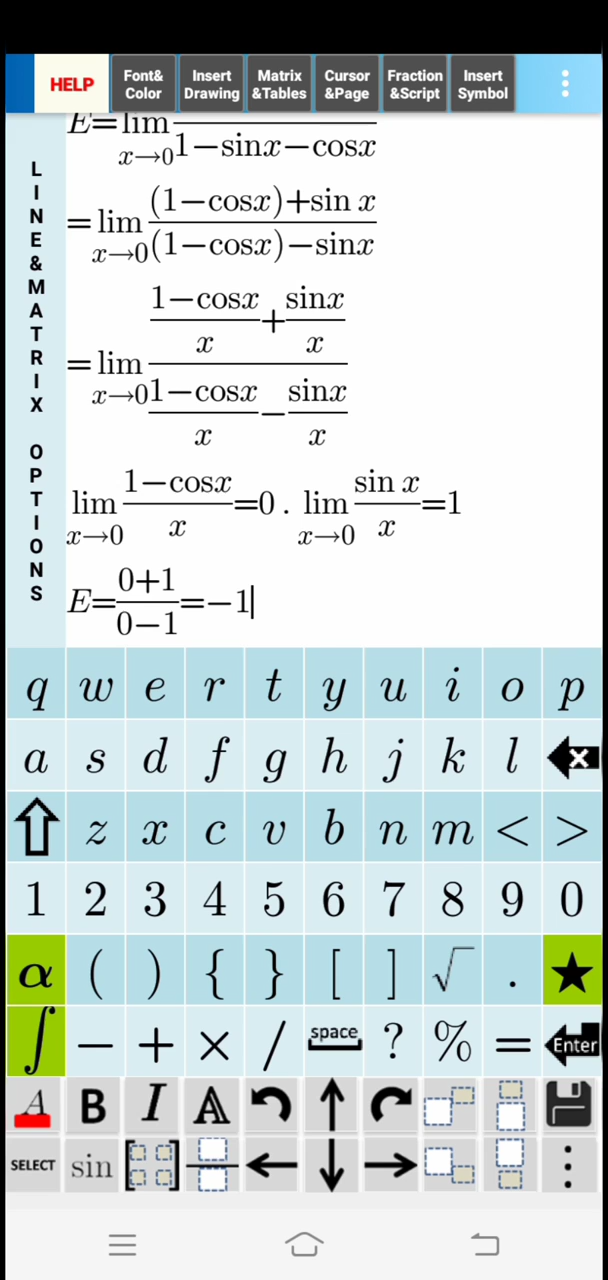 HELP Font& Color Insert Drawing Matrix &Tables Cursor &Page Fraction &Script Insert Symbol
LINE&MATRIX OPTIONS
E=lim x→0 1−sinx−cosx
=lim x→0 (1−cosx)+sin x / (1−cosx)−sinx
=lim x→0 (1−cosx / x + sinx / x) / (1−cosx / x − sinx / x)
lim x→0 1−cosx / x =0 . lim x→0 sin x / x =1
E= 0+1 / 0−1 =−1
q w e r t y u i o p
a s d f g h j k l
z x c v b n m < >
1 2 3 4 5 6 7 8 9 0
α ( ) { } [ ] √ . ★
∫ − + × / space ? % = Enter
A B I A
SELECT sin